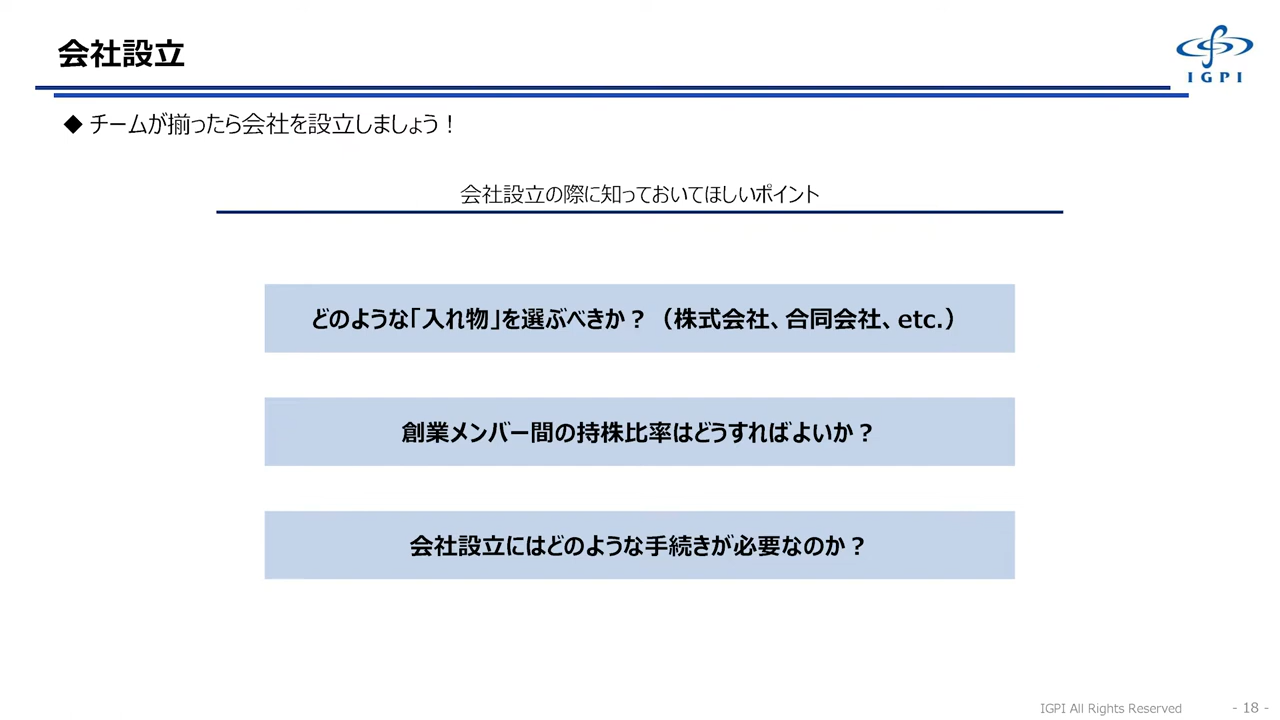 会社設立
IGPI
◆ チームが揃ったら会社を設立しましょう！
会社設立の際に知っておいてほしいポイント
どのような「入れ物」を選ぶべきか？（株式会社、合同会社、etc.）
創業メンバー間の持株比率はどうすればよいか？
会社設立にはどのような手続きが必要なのか？
IGPI All Rights Reserved
- 18 -